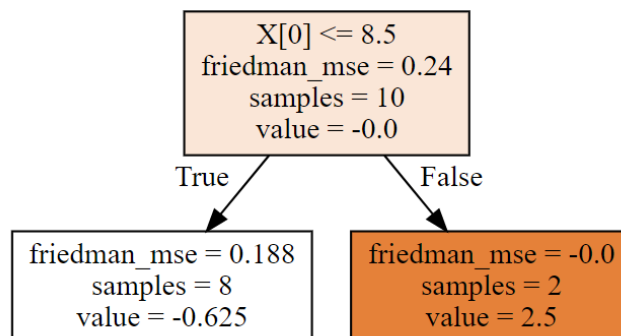 X[0] <= 8.5
friedman_mse = 0.24
samples = 10
value = -0.0
True
False
friedman_mse = 0.188
samples = 8
value = -0.625
friedman_mse = -0.0
samples = 2
value = 2.5